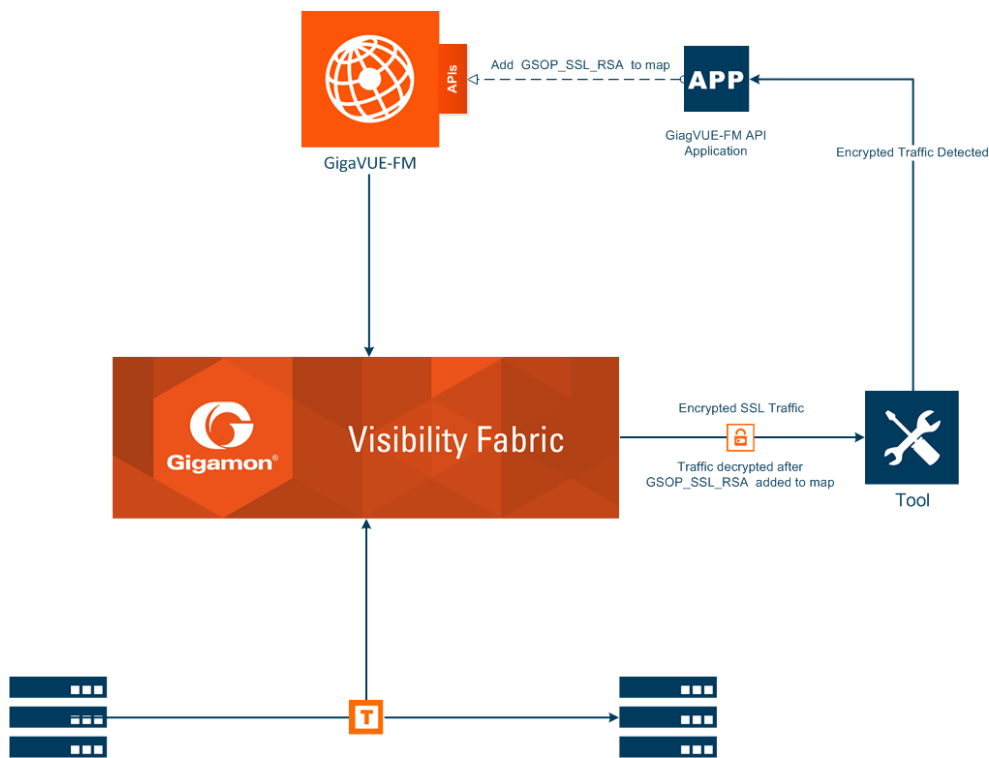 APIs
Add GSOP_SSL_RSA to map
APP
GigaVUE-FM
GiagVUE-FM API
Application
Encrypted Traffic Detected
Gigamon®
Visibility Fabric
Encrypted SSL Traffic
Traffic decrypted after
GSOP_SSL_RSA added to map
Tool
T